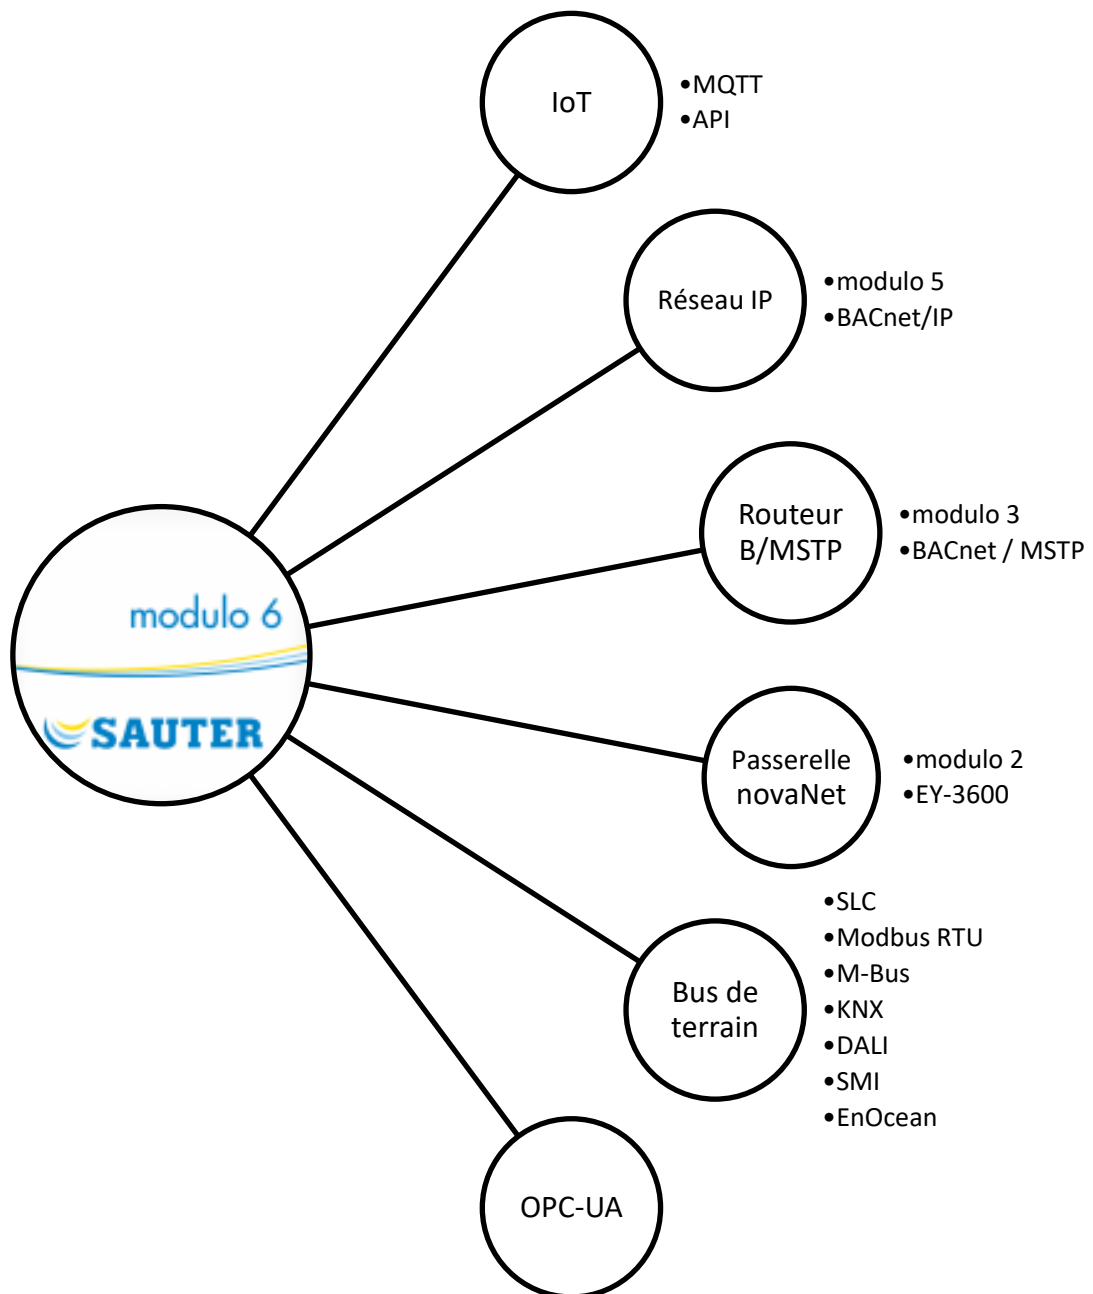 IoT
•MQTT
•API
Réseau IP
•modulo 5
•BACnet/IP
Routeur
B/MSTP
•modulo 3
•BACnet / MSTP
modulo 6
SAUTER
Passerelle
novaNet
•modulo 2
•EY-3600
Bus de
terrain
•SLC
•Modbus RTU
•M-Bus
•KNX
•DALI
•SMI
•EnOcean
OPC-UA